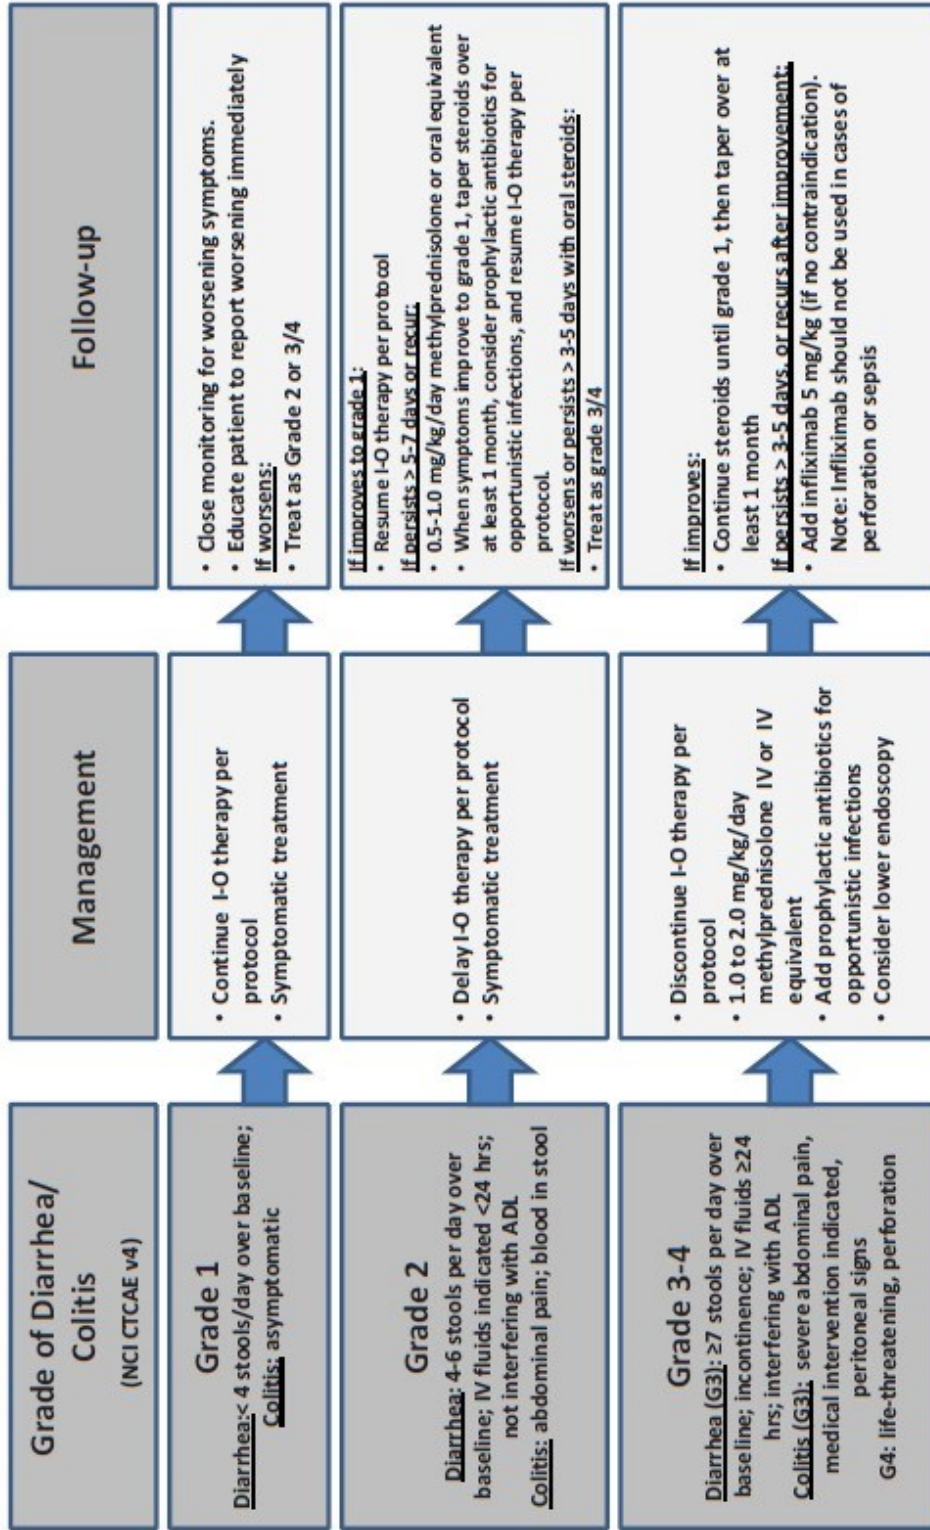 Grade of Diarrhea/
Colitis
(NCI CTCAE v4)
Management
Follow-up
Grade 1
Diarrhea:< 4 stools/day over baseline;
Colitis: asymptomatic
• Continue I-O therapy per
protocol
• Symptomatic treatment
• Close monitoring for worsening symptoms.
• Educate patient to report worsening immediately
If worsens:
• Treat as Grade 2 or 3/4
Grade 2
Diarrhea: 4-6 stools per day over
baseline; IV fluids indicated <24 hrs;
not interfering with ADL
Colitis: abdominal pain; blood in stool
• Delay I-O therapy per protocol
• Symptomatic treatment
If improves to grade 1:
• Resume I-O therapy per protocol
If persists > 5-7 days or recur:
• 0.5-1.0 mg/kg/day methylprednisolone or oral equivalent
• When symptoms improve to grade 1, taper steroids over
at least 1 month, consider prophylactic antibiotics for
opportunistic infections, and resume I-O therapy per
protocol.
If worsens or persists > 3-5 days with oral steroids:
• Treat as grade 3/4
Grade 3-4
Diarrhea (G3): ≥7 stools per day over
baseline; incontinence; IV fluids ≥24
hrs; interfering with ADL
Colitis (G3): severe abdominal pain,
medical intervention indicated,
peritoneal signs
G4: life-threatening, perforation
• Discontinue I-O therapy per
protocol
• 1.0 to 2.0 mg/kg/day
methylprednisolone IV or IV
equivalent
• Add prophylactic antibiotics for
opportunistic infections
• Consider lower endoscopy
If improves:
• Continue steroids until grade 1, then taper over at
least 1 month
If persists > 3-5 days, or recurs after improvement:
• Add infliximab 5 mg/kg (if no contraindication).
Note: Infliximab should not be used in cases of
perforation or sepsis